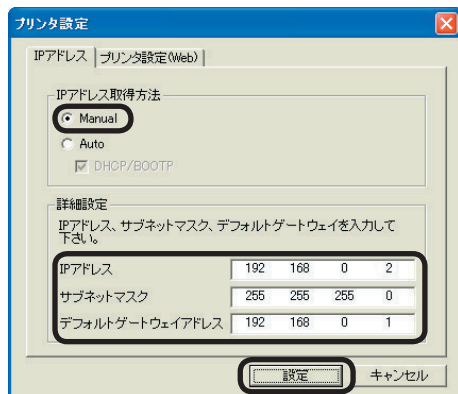 プリンタ設定
IPアドレス プリンタ設定(Web)
IPアドレス取得方法
Manual
Auto
DHCP/BOOTP
詳細設定
IPアドレス、サブネットマスク、デフォルトゲートウェイを入力して
下さい。
IPアドレス 192 168 0 2
サブネットマスク 255 255 255 0
デフォルトゲートウェイアドレス 192 168 0 1
設定 キャンセル